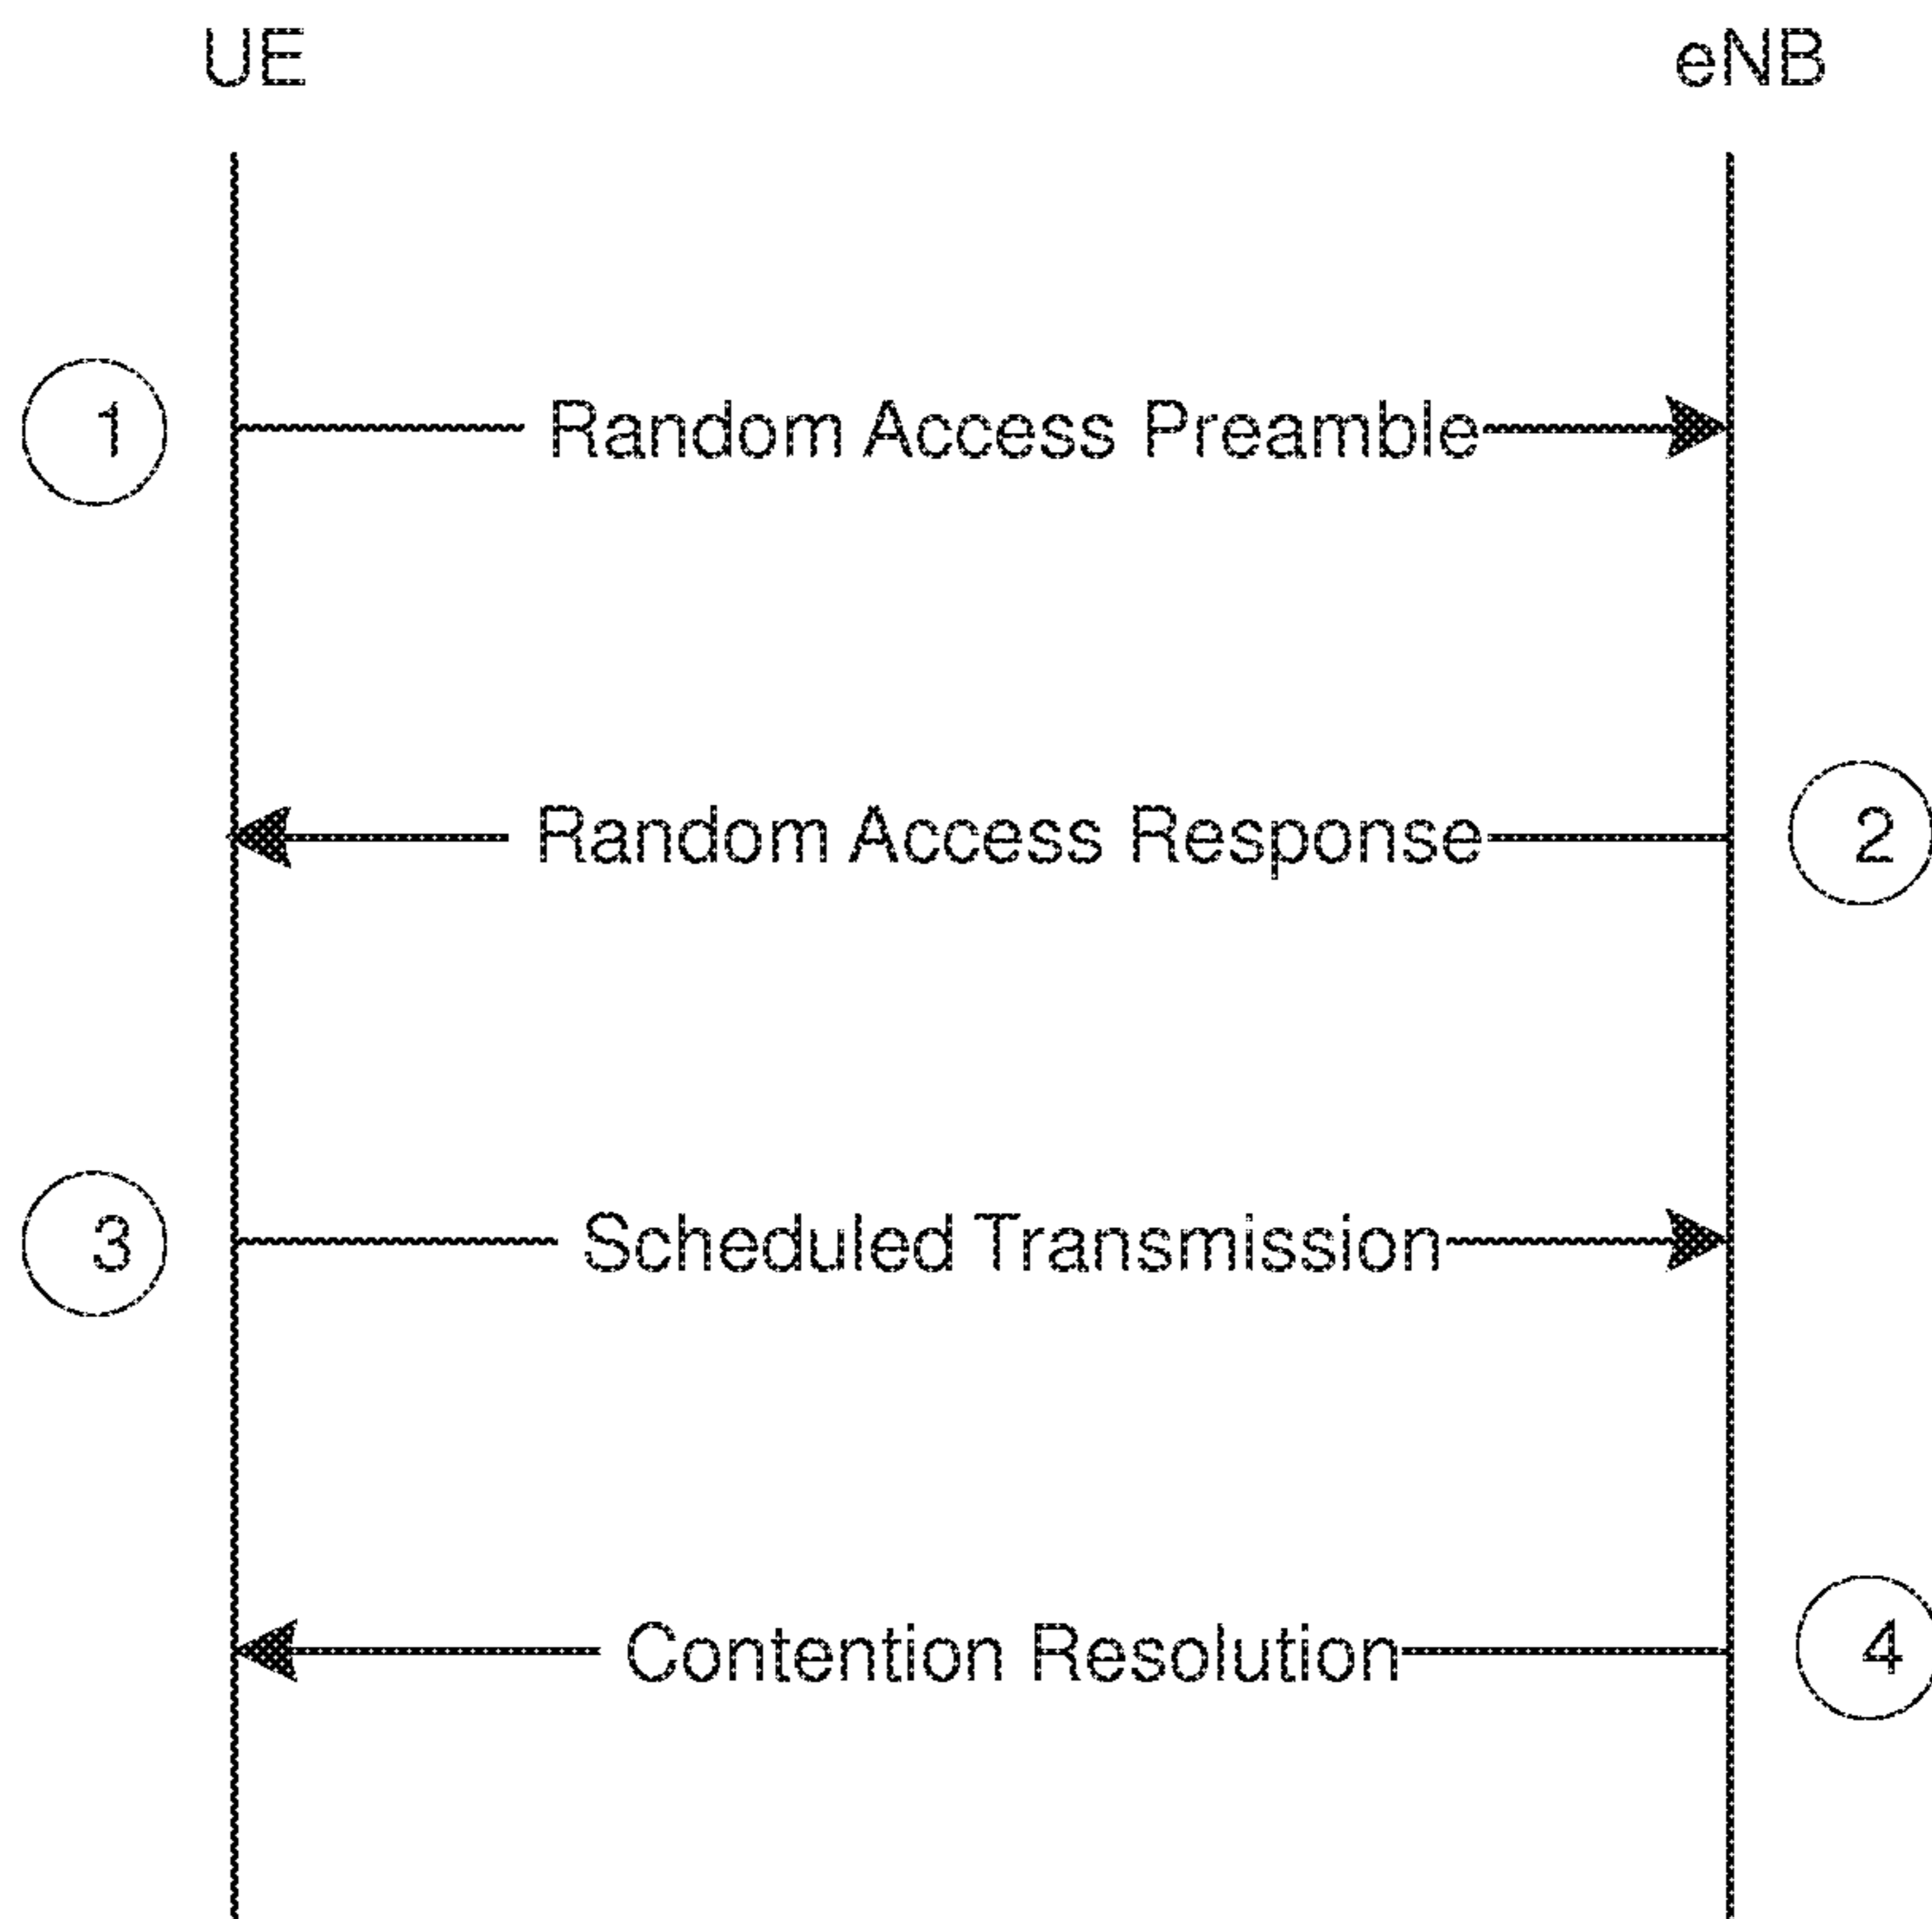 UE
eNB
1
Random Access Preamble
Random Access Response
2
3
Scheduled Transmission
Contention Resolution
4